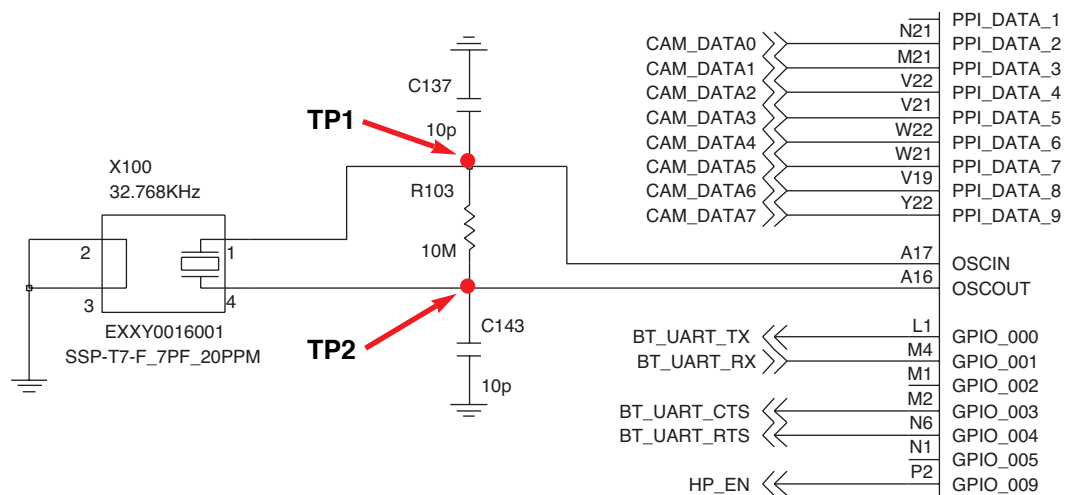 C137
10p
TP1
X100
32.768KHz
R103
10M
2
1
3
4
EXXY0016001
SSP-T7-F_7PF_20PPM
TP2
C143
10p
PPI_DATA_1
CAM_DATA0 N21 PPI_DATA_2
CAM_DATA1 M21 PPI_DATA_3
CAM_DATA2 V22 PPI_DATA_4
CAM_DATA3 V21 PPI_DATA_5
CAM_DATA4 W22 PPI_DATA_6
CAM_DATA5 W21 PPI_DATA_7
CAM_DATA6 V19 PPI_DATA_8
CAM_DATA7 Y22 PPI_DATA_9
A17 OSCIN
A16 OSCOUT
BT_UART_TX L1 GPIO_000
BT_UART_RX M4 GPIO_001
M1 GPIO_002
BT_UART_CTS M2 GPIO_003
BT_UART_RTS N6 GPIO_004
N1 GPIO_005
HP_EN P2 GPIO_009